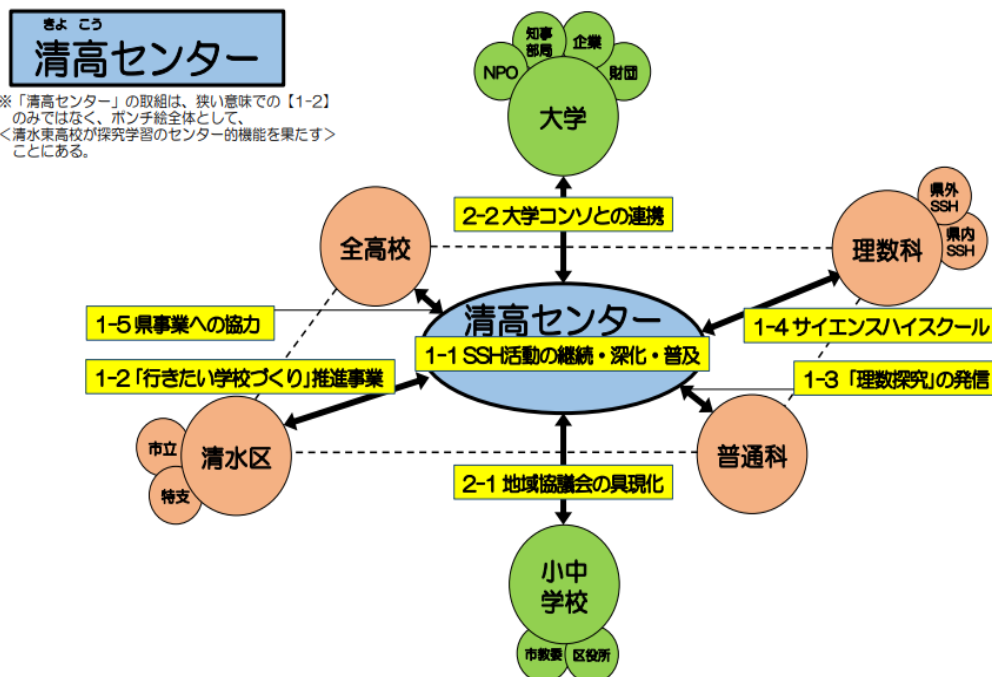 きよ こう
清高センター
※「清高センター」の取組は、狭い意味での【1-2】
のみではなく、ポンチ絵全体として、
<清水東高校が探究学習のセンター的機能を果たす>
ことにある。
知事
部局
企業
NPO
財団
大学
2-2 大学コンソとの連携
県外
SSH
県内
SSH
全高校
理数科
清高センター
1-5 県事業への協力
1-4 サイエンスハイスクール
1-1 SSH活動の継続・深化・普及
1-2「行きたい学校づくり」推進事業
1-3 「理数探究」の発信
市立
清水区
特支
普通科
2-1 地域協議会の具現化
小中
学校
市教委
区役所